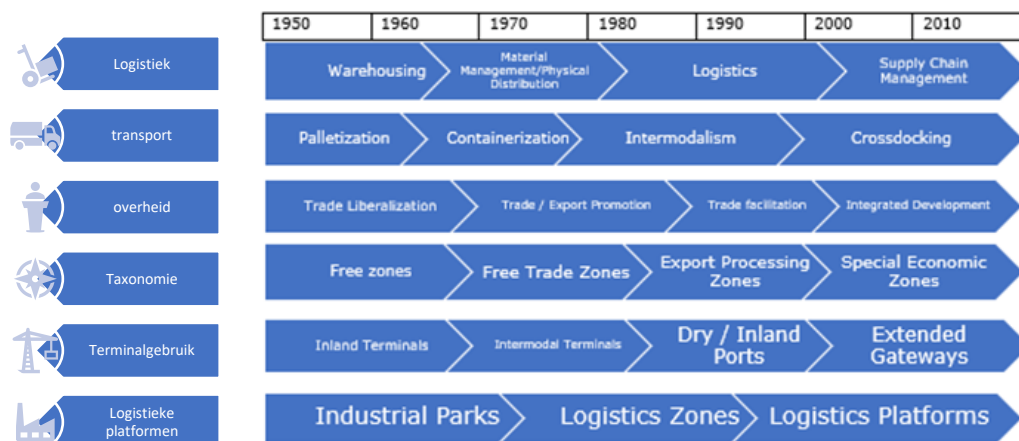 1950 1960 1970 1980 1990 2000 2010
Logistiek
Warehousing
Material
Management/Physical
Distribution
Logistics
Supply Chain
Management
transport
Palletization
Containerization
Intermodalism
Crossdocking
overheid
Trade Liberalization
Trade / Export Promotion
Trade facilitation
Integrated Development
Taxonomie
Free zones
Free Trade Zones
Export Processing
Zones
Special Economic
Zones
Terminalgebruik
Inland Terminals
Intermodal Terminals
Dry / Inland
Ports
Extended
Gateways
Logistieke
platformen
Industrial Parks
Logistics Zones
Logistics Platforms